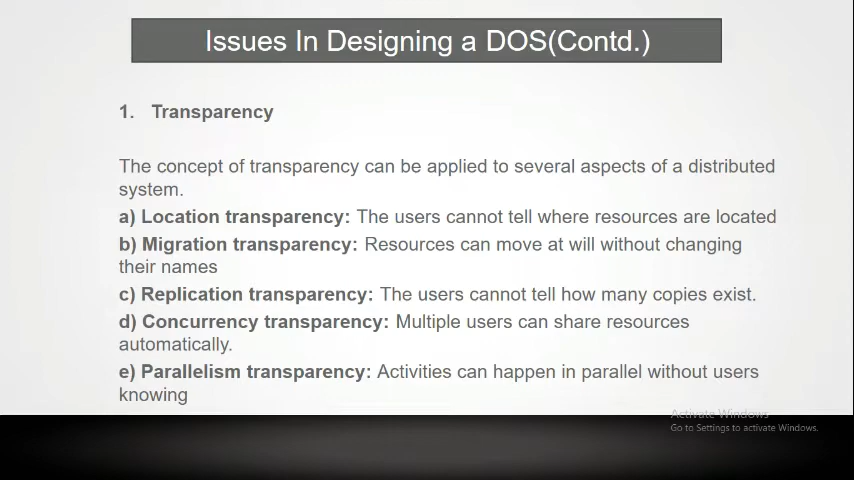 Issues In Designing a DOS(Contd.)
1. Transparency
The concept of transparency can be applied to several aspects of a distributed
system.
a) Location transparency: The users cannot tell where resources are located
b) Migration transparency: Resources can move at will without changing
their names
c) Replication transparency: The users cannot tell how many copies exist.
d) Concurrency transparency: Multiple users can share resources
automatically.
e) Parallelism transparency: Activities can happen in parallel without users
knowing
Activate Windows
Go to Settings to activate Windows.